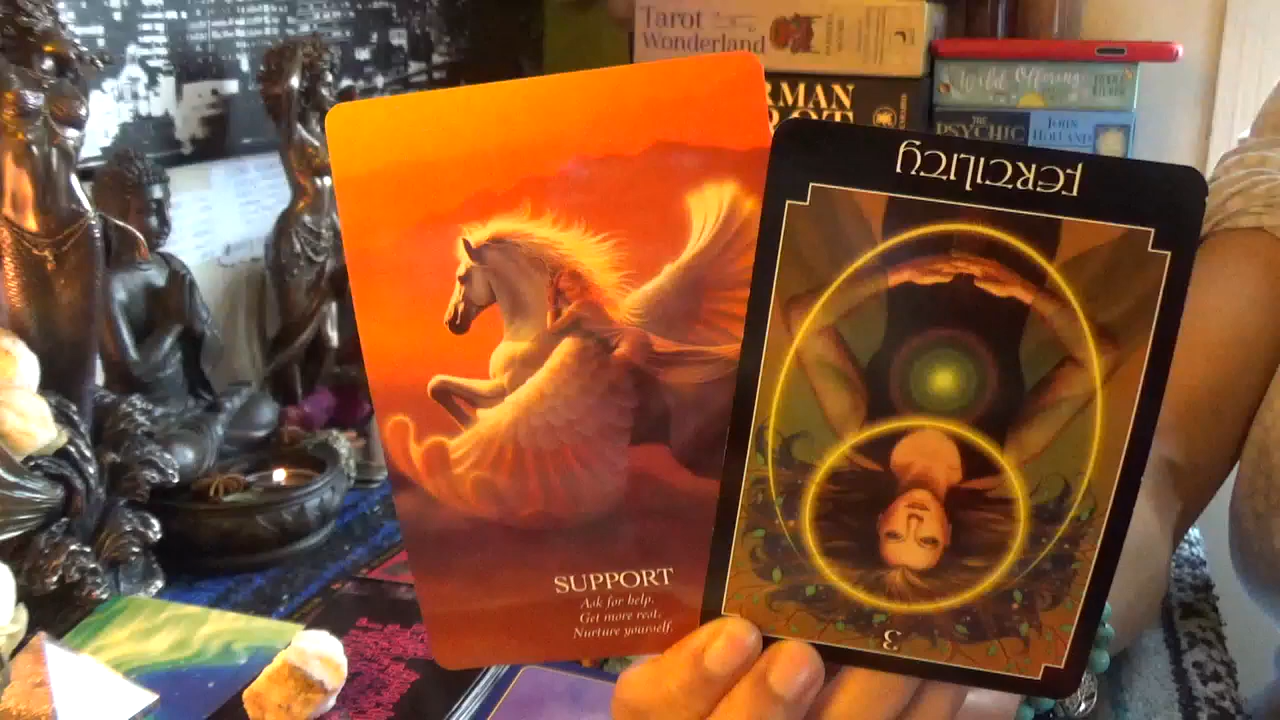 Tarot
Wonderland
RMAN
Wild Offering
THE
PSYCHIC
JOHN
HOLLAND
FERTILITY
3
SUPPORT
Ask for help.
Get more rest.
Nurture yourself.